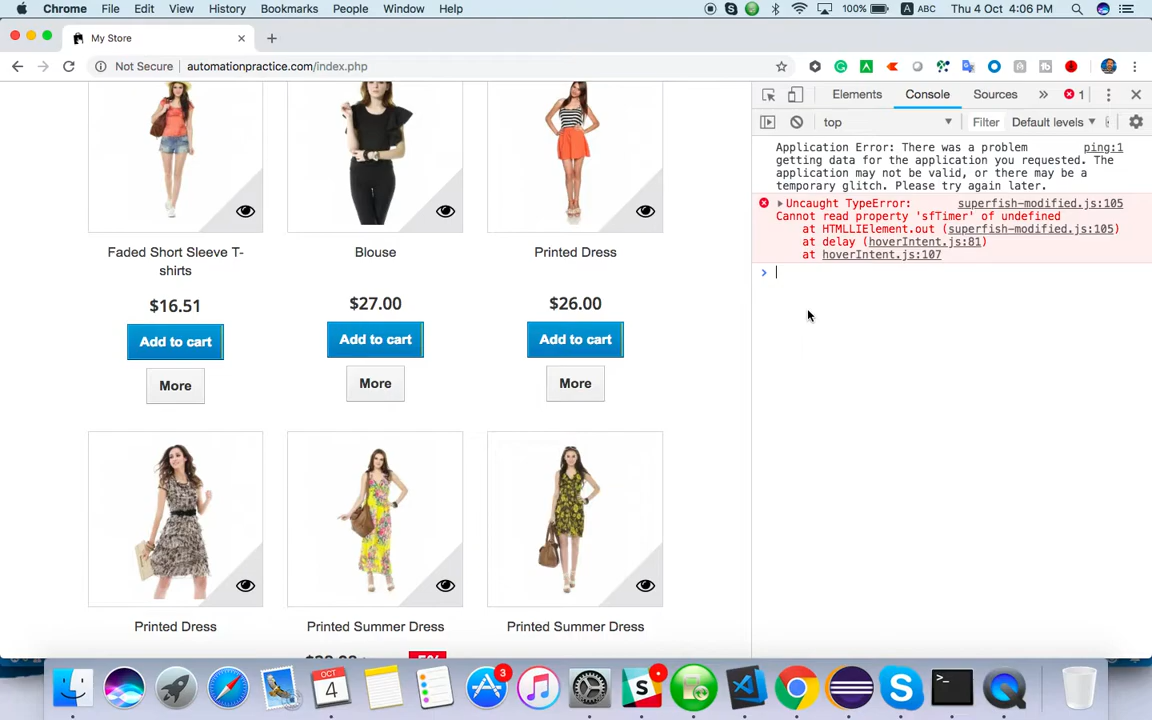 Chrome File Edit View History Bookmarks People Window Help 100% A ABC Thu 4 Oct 4:06 PM
My Store
Not Secure automationpractice.com/index.php
Elements Console Sources » 1
top Filter Default levels
Application Error: There was a problem ping:1
getting data for the application you requested. The
application may not be valid, or there may be a
temporary glitch. Please try again later.
Uncaught TypeError: superfish-modified.js:105
Cannot read property 'sfTimer' of undefined
at HTMLLIElement.out (superfish-modified.js:105)
at delay (hoverIntent.js:81)
at hoverIntent.js:107
>
Faded Short Sleeve T-
shirts
$16.51
Add to cart
More
Blouse
$27.00
Add to cart
More
Printed Dress
$26.00
Add to cart
More
Printed Dress
Printed Summer Dress
Printed Summer Dress
OCT
4
3
>_